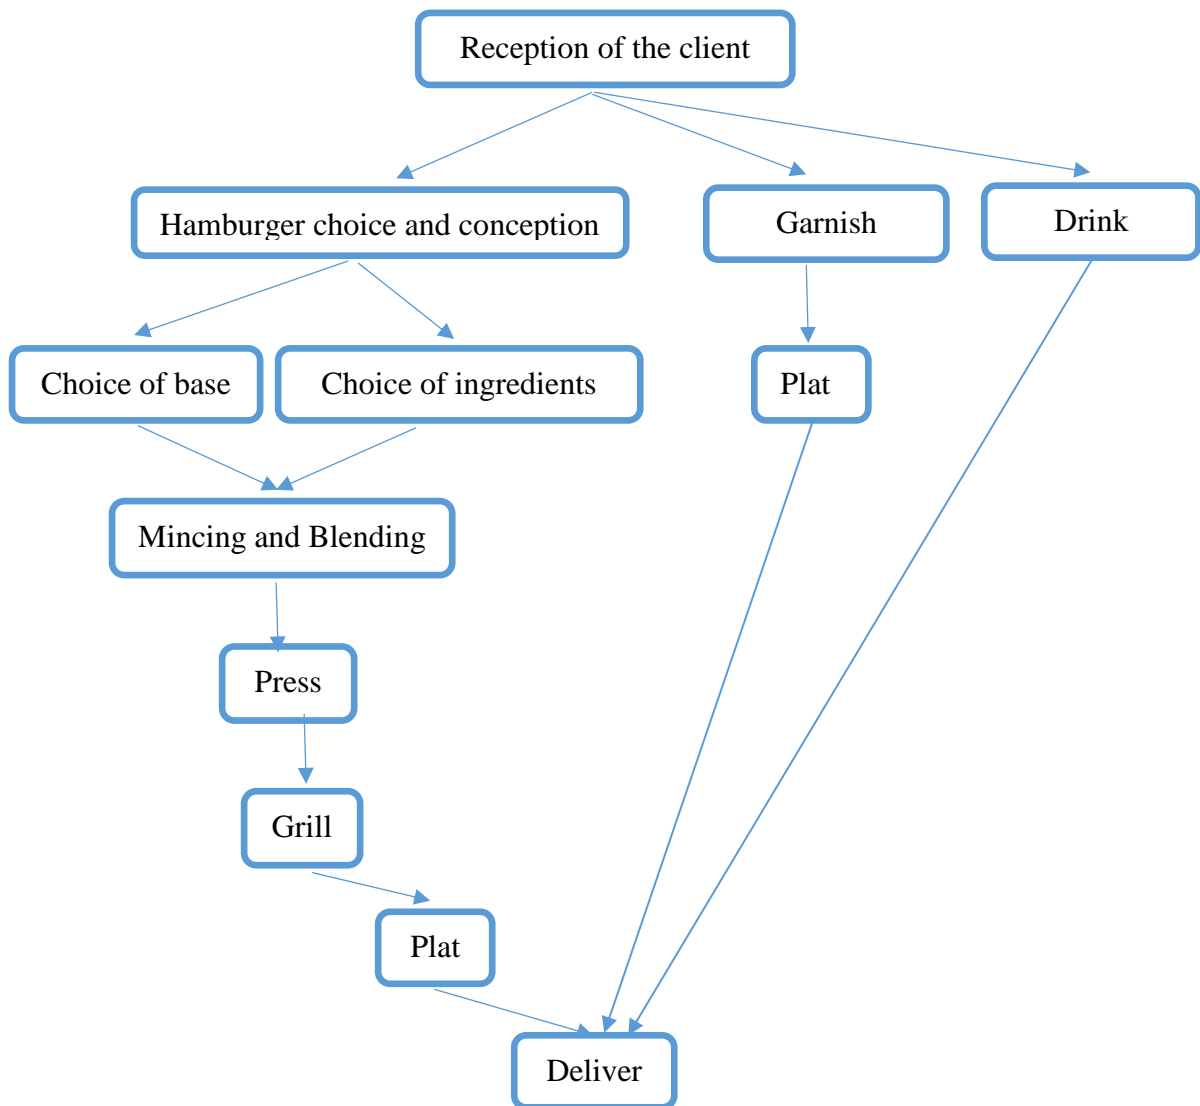 Reception of the client
Hamburger choice and conception
Garnish
Drink
Choice of base
Choice of ingredients
Plat
Mincing and Blending
Press
Grill
Plat
Deliver